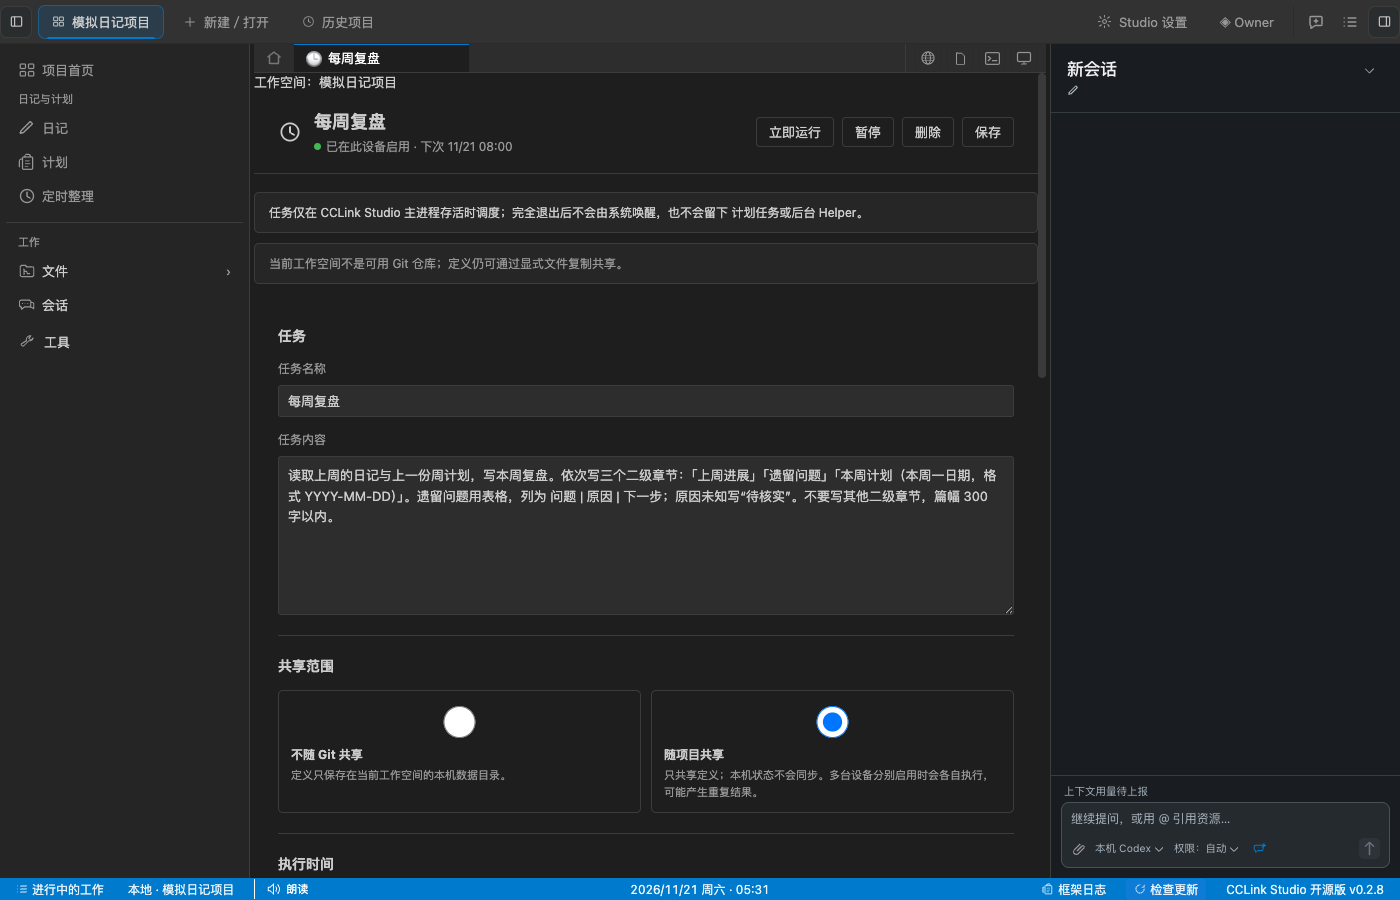 模拟日记项目
新建 / 打开
历史项目
Studio 设置
Owner
项目首页
日记与计划
日记
计划
定时整理
工作
文件
会话
工具
每周复盘
工作空间：模拟日记项目
每周复盘
已在此设备启用 · 下次 11/21 08:00
立即运行
暂停
删除
保存
任务仅在 CCLink Studio 主进程存活时调度；完全退出后不会由系统唤醒，也不会留下 计划任务或后台 Helper。
当前工作空间不是可用 Git 仓库；定义仍可通过显式文件复制共享。
任务
任务名称
每周复盘
任务内容
读取上周的日记与上一份周计划，写本周复盘。依次写三个二级章节：「上周进展」「遗留问题」「本周计划（本周一日期，格
式 YYYY-MM-DD）」。遗留问题用表格，列为 问题 | 原因 | 下一步；原因未知写“待核实”。不要写其他二级章节，篇幅 300
字以内。
共享范围
不随 Git 共享
定义只保存在当前工作空间的本机数据目录。
随项目共享
只共享定义；本机状态不会同步。多台设备分别启用时会各自执行，
可能产生重复结果。
执行时间
新会话
上下文用量待上报
继续提问，或用 @ 引用资源...
本机 Codex
权限：自动
进行中的工作
本地 · 模拟日记项目
朗读
2026/11/21 周六 · 05:31
框架日志
检查更新
CCLink Studio 开源版 v0.2.8